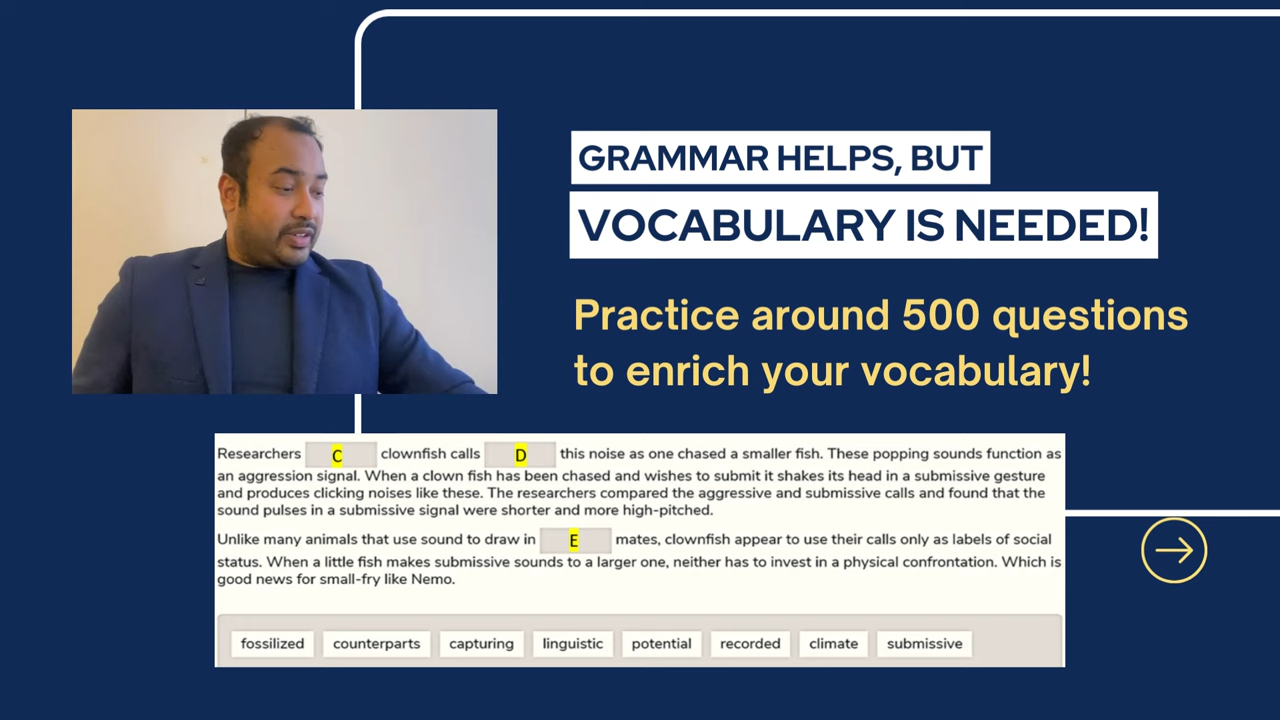 GRAMMAR HELPS, BUT
VOCABULARY IS NEEDED!
Practice around 500 questions
to enrich your vocabulary!
Researchers C clownfish calls D this noise as one chased a smaller fish. These popping sounds function as
an aggression signal. When a clown fish has been chased and wishes to submit it shakes its head in a submissive gesture
and produces clicking noises like these. The researchers compared the aggressive and submissive calls and found that the
sound pulses in a submissive signal were shorter and more high-pitched.
Unlike many animals that use sound to draw in E mates, clownfish appear to use their calls only as labels of social
status. When a little fish makes submissive sounds to a larger one, neither has to invest in a physical confrontation. Which is
good news for small-fry like Nemo.
fossilized counterparts capturing linguistic potential recorded climate submissive